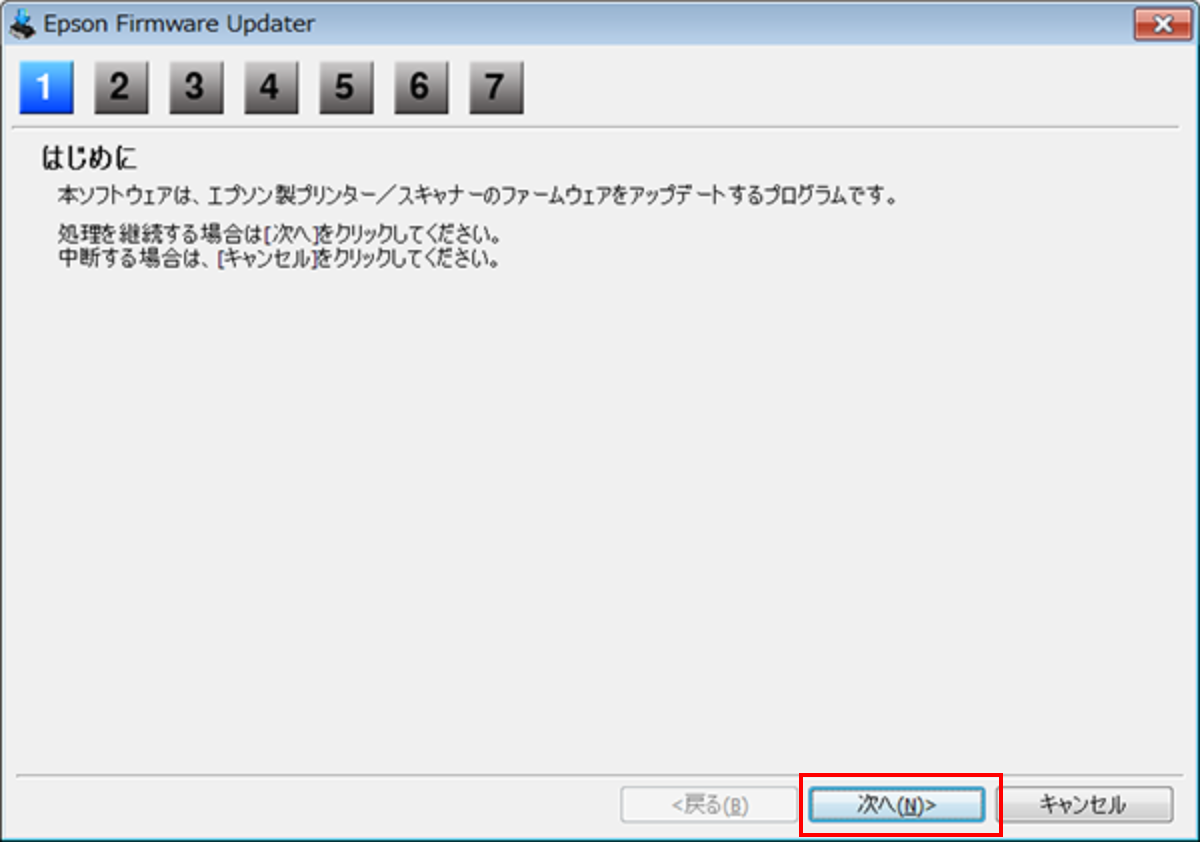 Epson Firmware Updater
1 2 3 4 5 6 7
はじめに
本ソフトウェアは、エプソン製プリンター／スキャナーのファームウェアをアップデートするプログラムです。
処理を継続する場合は[次へ]をクリックしてください。
中断する場合は、[キャンセル]をクリックしてください。
<戻る(B) 次へ(N)> キャンセル